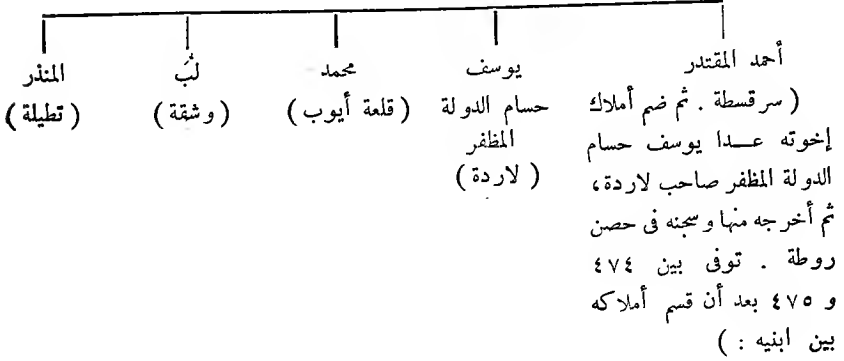 أحمد المقتدر
(سرقسطة . ثم ضم أملاك
إخوته عدا يوسف حسام
الدولة المظفر صاحب لاردة،
ثم أخرجه منها وسجنه فى حصن
روطة . توفى بين ٤٧٤
و ٤٧٥ بعد أن قسم أملاكه
بين ابنيه : )
يوسف
حسام الدولة
المظفر
( لاردة )
محمد
( قلعة أيوب )
لُبّ
( وشقة )
المنذر
( تطيلة )